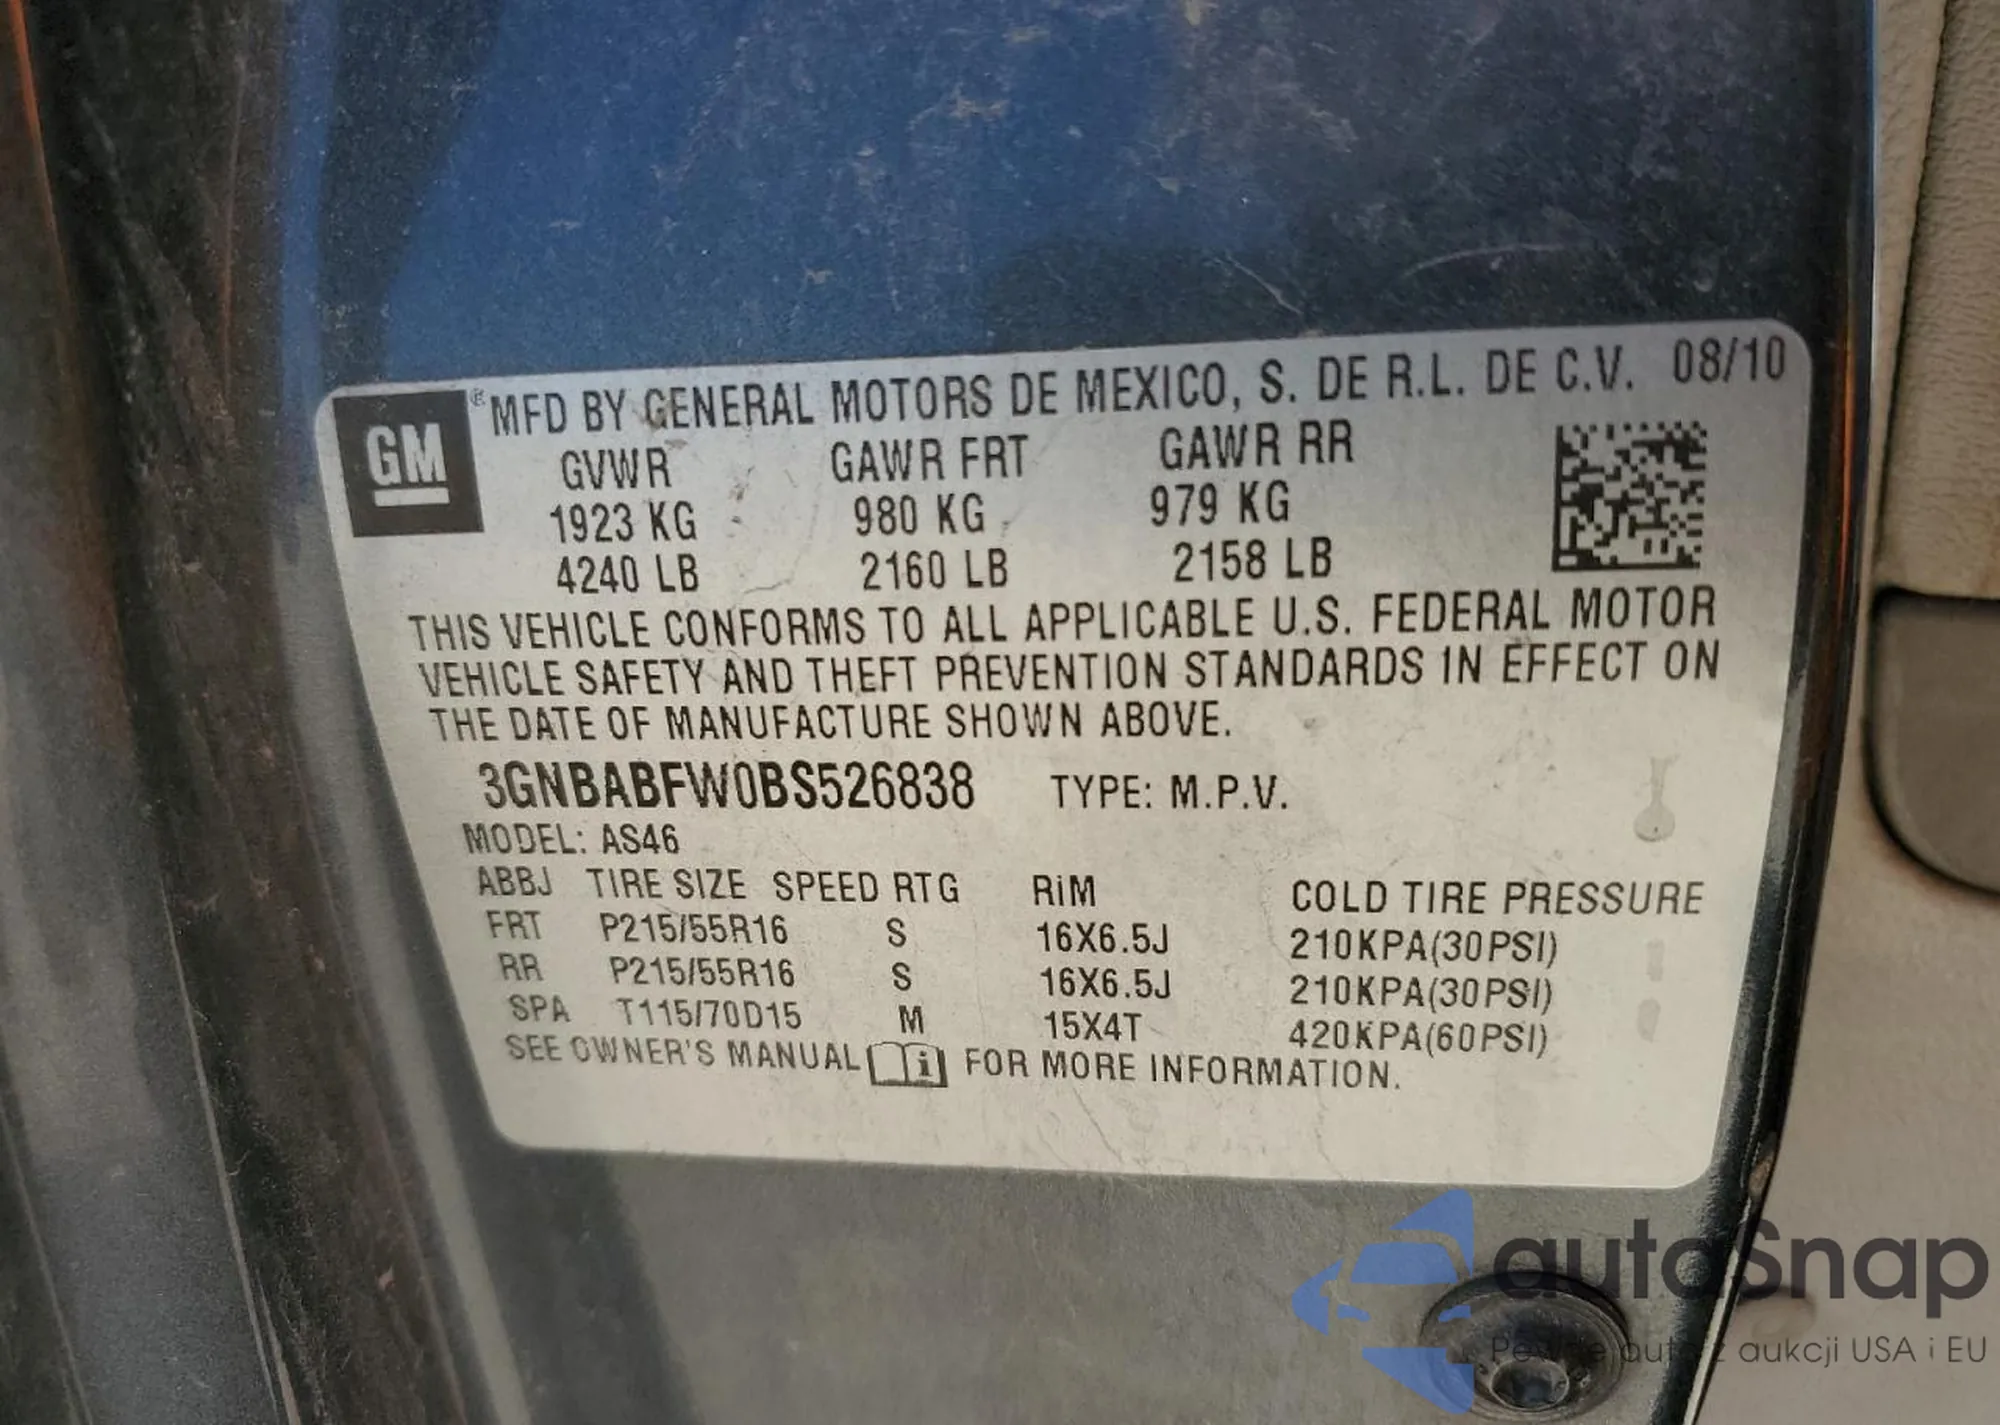 GM ® MFD BY GENERAL MOTORS DE MEXICO, S. DE R.L. DE C.V. 08/10
GVWR GAWR FRT GAWR RR
1923 KG 980 KG 979 KG
4240 LB 2160 LB 2158 LB
THIS VEHICLE CONFORMS TO ALL APPLICABLE U.S. FEDERAL MOTOR
VEHICLE SAFETY AND THEFT PREVENTION STANDARDS IN EFFECT ON
THE DATE OF MANUFACTURE SHOWN ABOVE.
3GNBABFW0BS526838 TYPE: M.P.V.
MODEL: AS46
ABBJ TIRE SIZE SPEED RTG RIM COLD TIRE PRESSURE
FRT P215/55R16 S 16X6.5J 210KPA(30PSI)
RR P215/55R16 S 16X6.5J 210KPA(30PSI)
SPA T115/70D15 M 15X4T 420KPA(60PSI)
SEE OWNER'S MANUAL i FOR MORE INFORMATION.
autoSnap
Pewne auto z aukcji USA i EU